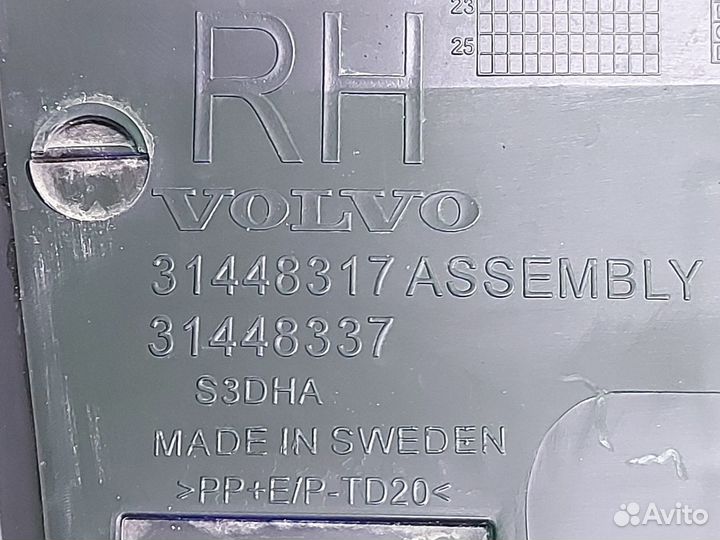 23
25
RH
VOLVO
31448317 ASSEMBLY
31448337
S3DHA
MADE IN SWEDEN
>PP+E/P-TD20<
Avito